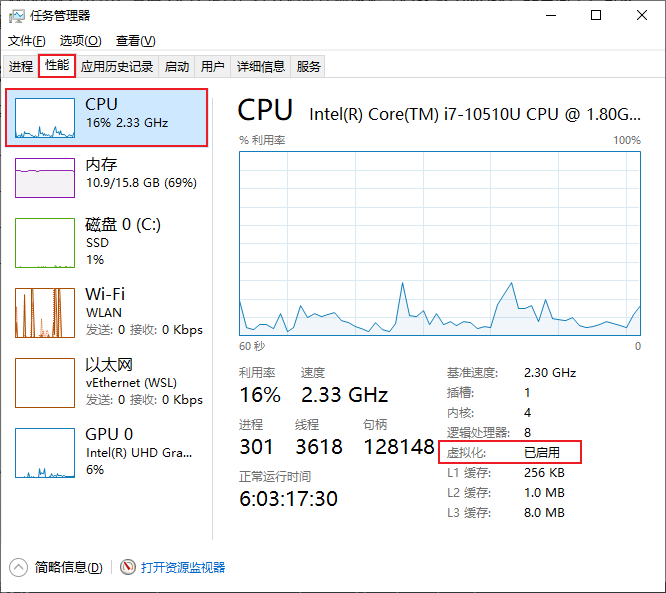 任务管理器
文件(F) 选项(O) 查看(V)
进程 性能 应用历史记录 启动 用户 详细信息 服务
CPU
16% 2.33 GHz
内存
10.9/15.8 GB (69%)
磁盘 0 (C:)
SSD
1%
Wi-Fi
WLAN
发送: 0 接收: 0 Kbps
以太网
vEthernet (WSL)
发送: 0 接收: 0 Kbps
GPU 0
Intel(R) UHD Gra...
6%
CPU Intel(R) Core(TM) i7-10510U CPU @ 1.80G...
% 利用率 100%
60 秒 0
利用率 速度
16% 2.33 GHz
进程 线程 句柄
301 3618 128148
正常运行时间
6:03:17:30
基准速度: 2.30 GHz
插槽: 1
内核: 4
逻辑处理器: 8
虚拟化: 已启用
L1 缓存: 256 KB
L2 缓存: 1.0 MB
L3 缓存: 8.0 MB
简略信息(D) 打开资源监视器